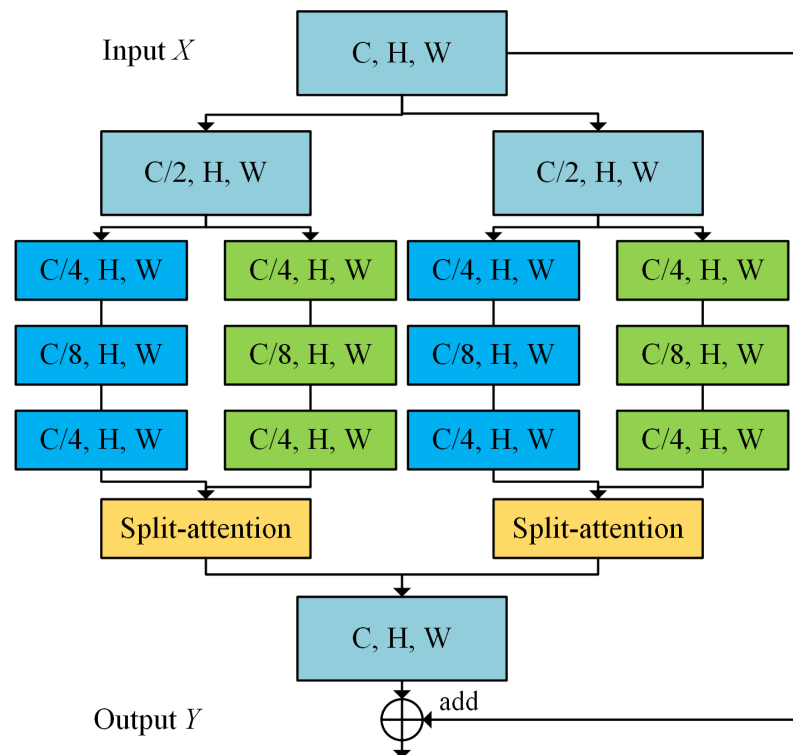 Input X
C, H, W
C/2, H, W
C/2, H, W
C/4, H, W
C/4, H, W
C/4, H, W
C/4, H, W
C/8, H, W
C/8, H, W
C/8, H, W
C/8, H, W
C/4, H, W
C/4, H, W
C/4, H, W
C/4, H, W
Split-attention
Split-attention
C, H, W
add
Output Y